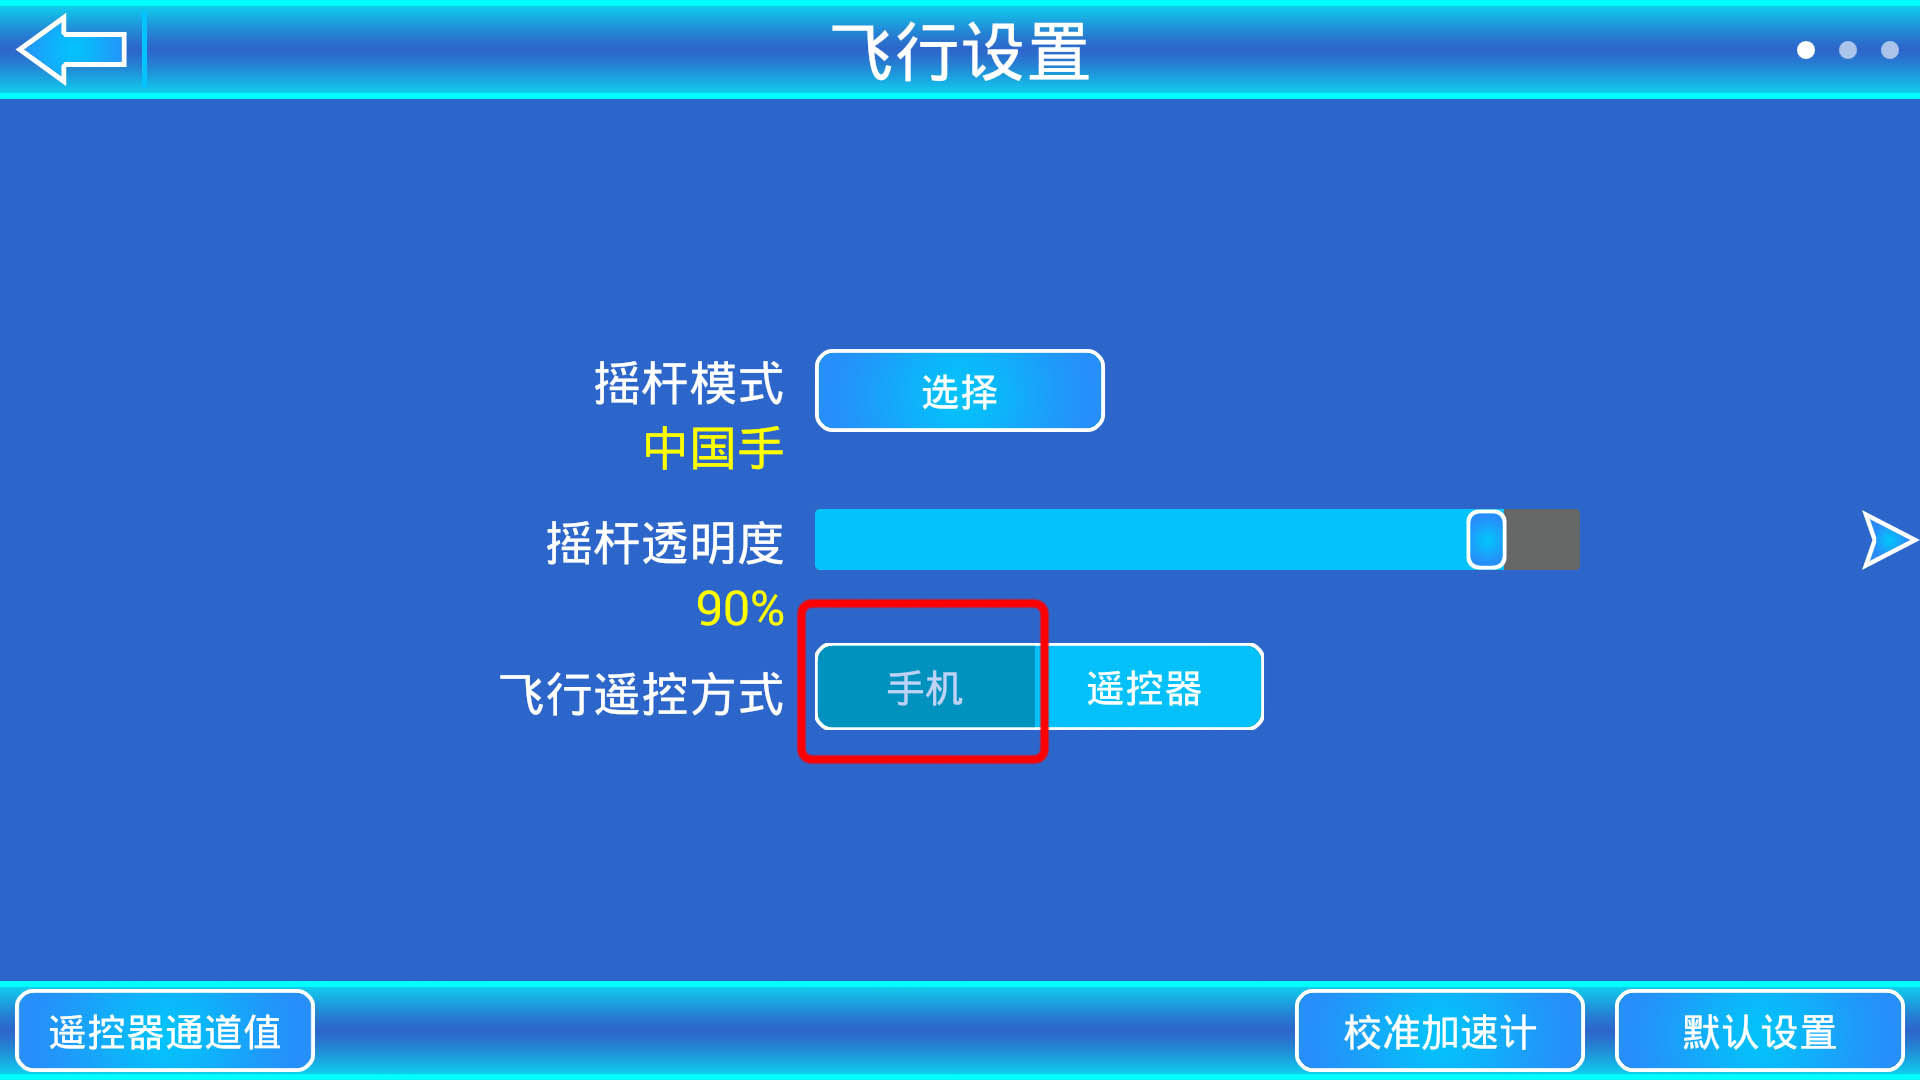 飞行设置
摇杆模式
选择
中国手
摇杆透明度
90%
飞行遥控方式
手机
遥控器
遥控器通道值
校准加速计
默认设置